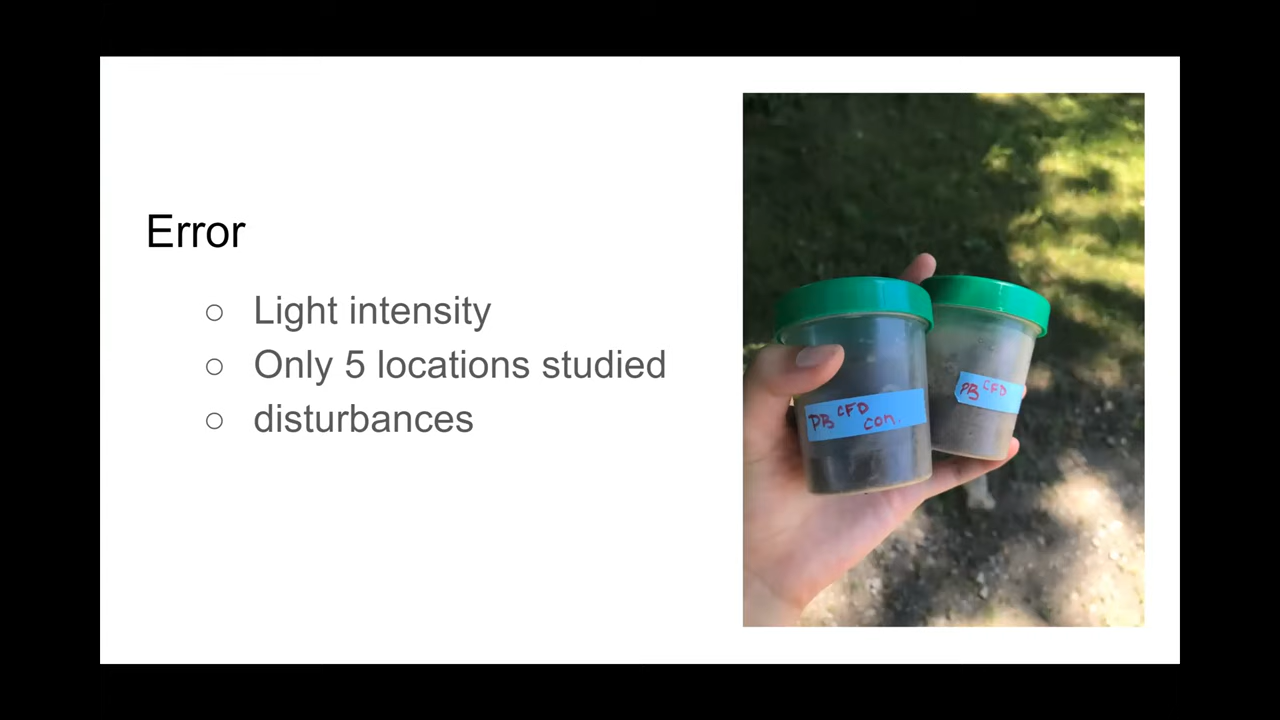 Error
Light intensity
Only 5 locations studied
disturbances
PB CFD
con.
PB CFD